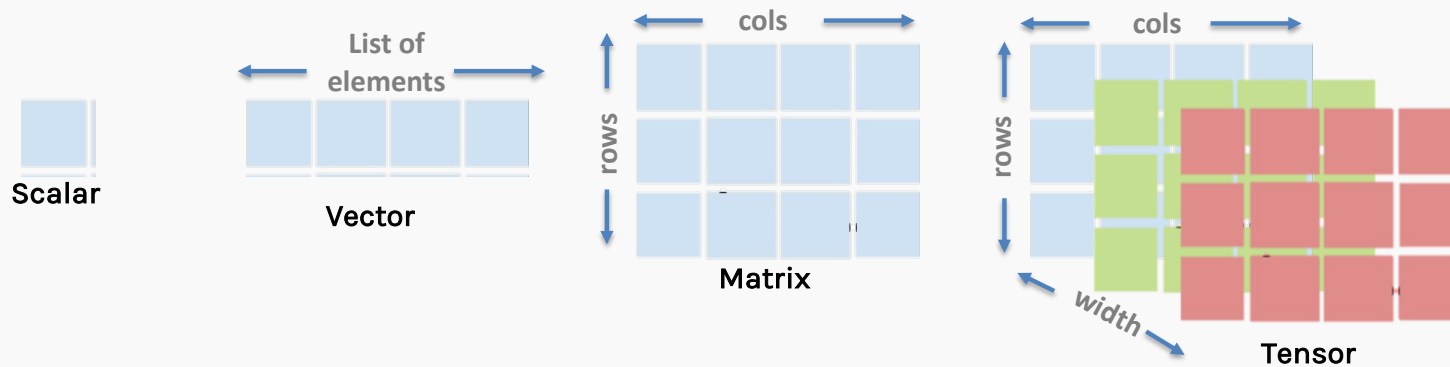 Scalar
List of
elements
Vector
cols
rows
Matrix
cols
rows
width
Tensor